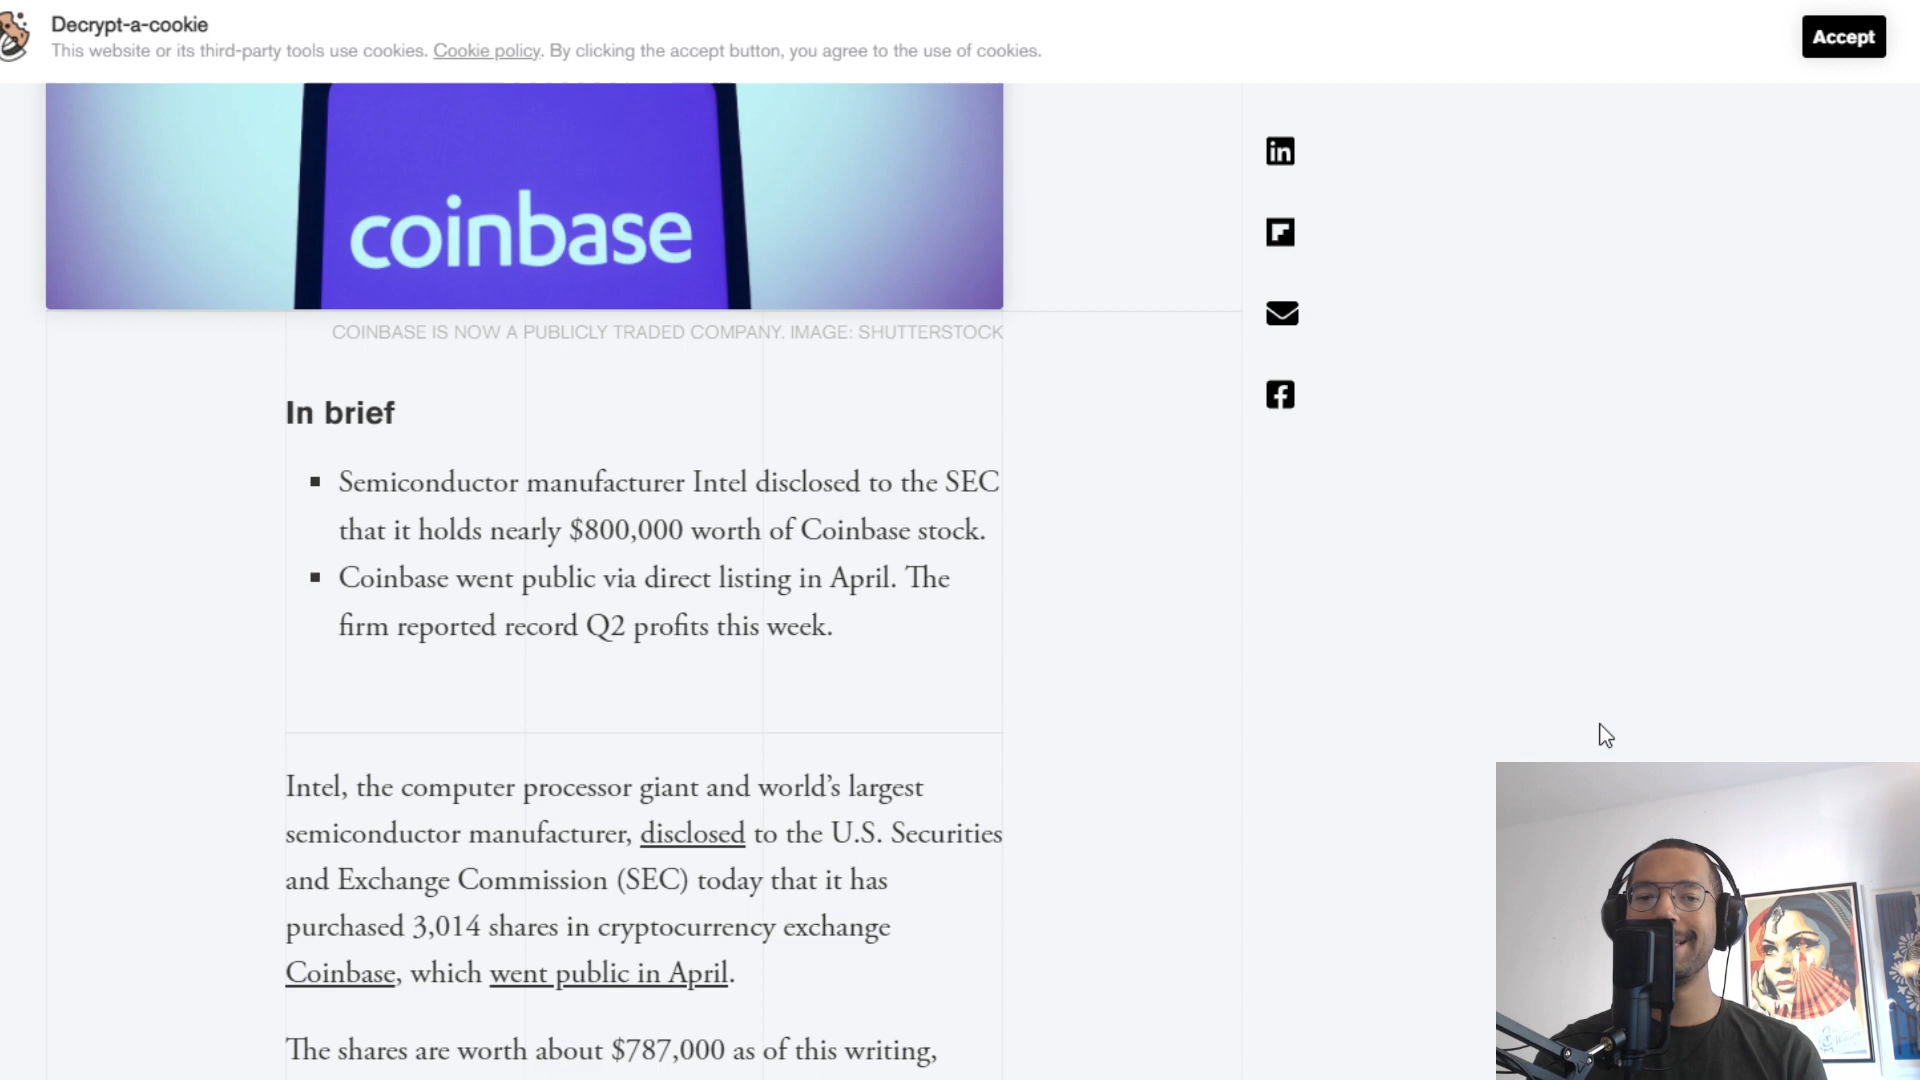 Decrypt-a-cookie
This website or its third-party tools use cookies. Cookie policy. By clicking the accept button, you agree to the use of cookies.
Accept
coinbase
COINBASE IS NOW A PUBLICLY TRADED COMPANY. IMAGE: SHUTTERSTOCK
In brief
▪ Semiconductor manufacturer Intel disclosed to the SEC
that it holds nearly $800,000 worth of Coinbase stock.
▪ Coinbase went public via direct listing in April. The
firm reported record Q2 profits this week.
Intel, the computer processor giant and world’s largest
semiconductor manufacturer, disclosed to the U.S. Securities
and Exchange Commission (SEC) today that it has
purchased 3,014 shares in cryptocurrency exchange
Coinbase, which went public in April.
The shares are worth about $787,000 as of this writing,